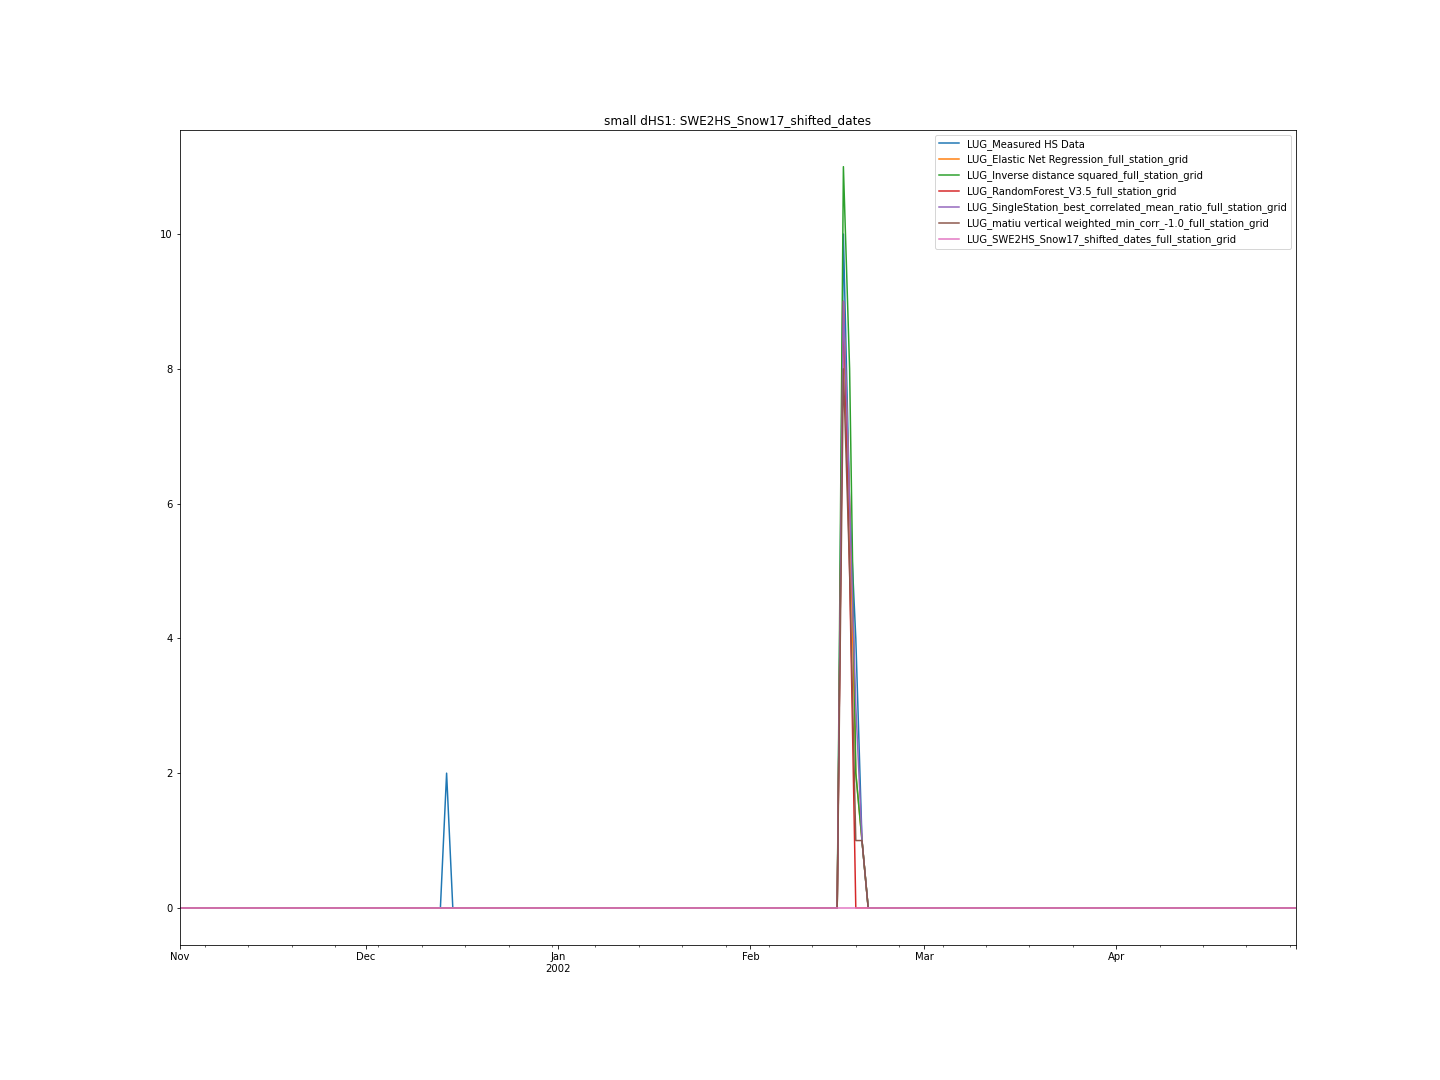 small dHS1: SWE2HS_Snow17_shifted_dates
LUG_Measured HS Data
LUG_Elastic Net Regression_full_station_grid
LUG_Inverse distance squared_full_station_grid
LUG_RandomForest_V3.5_full_station_grid
LUG_SingleStation_best_correlated_mean_ratio_full_station_grid
LUG_matiu vertical weighted_min_corr_-1.0_full_station_grid
LUG_SWE2HS_Snow17_shifted_dates_full_station_grid
10
8
6
4
2
0
Nov Dec Jan Feb Mar Apr
2002